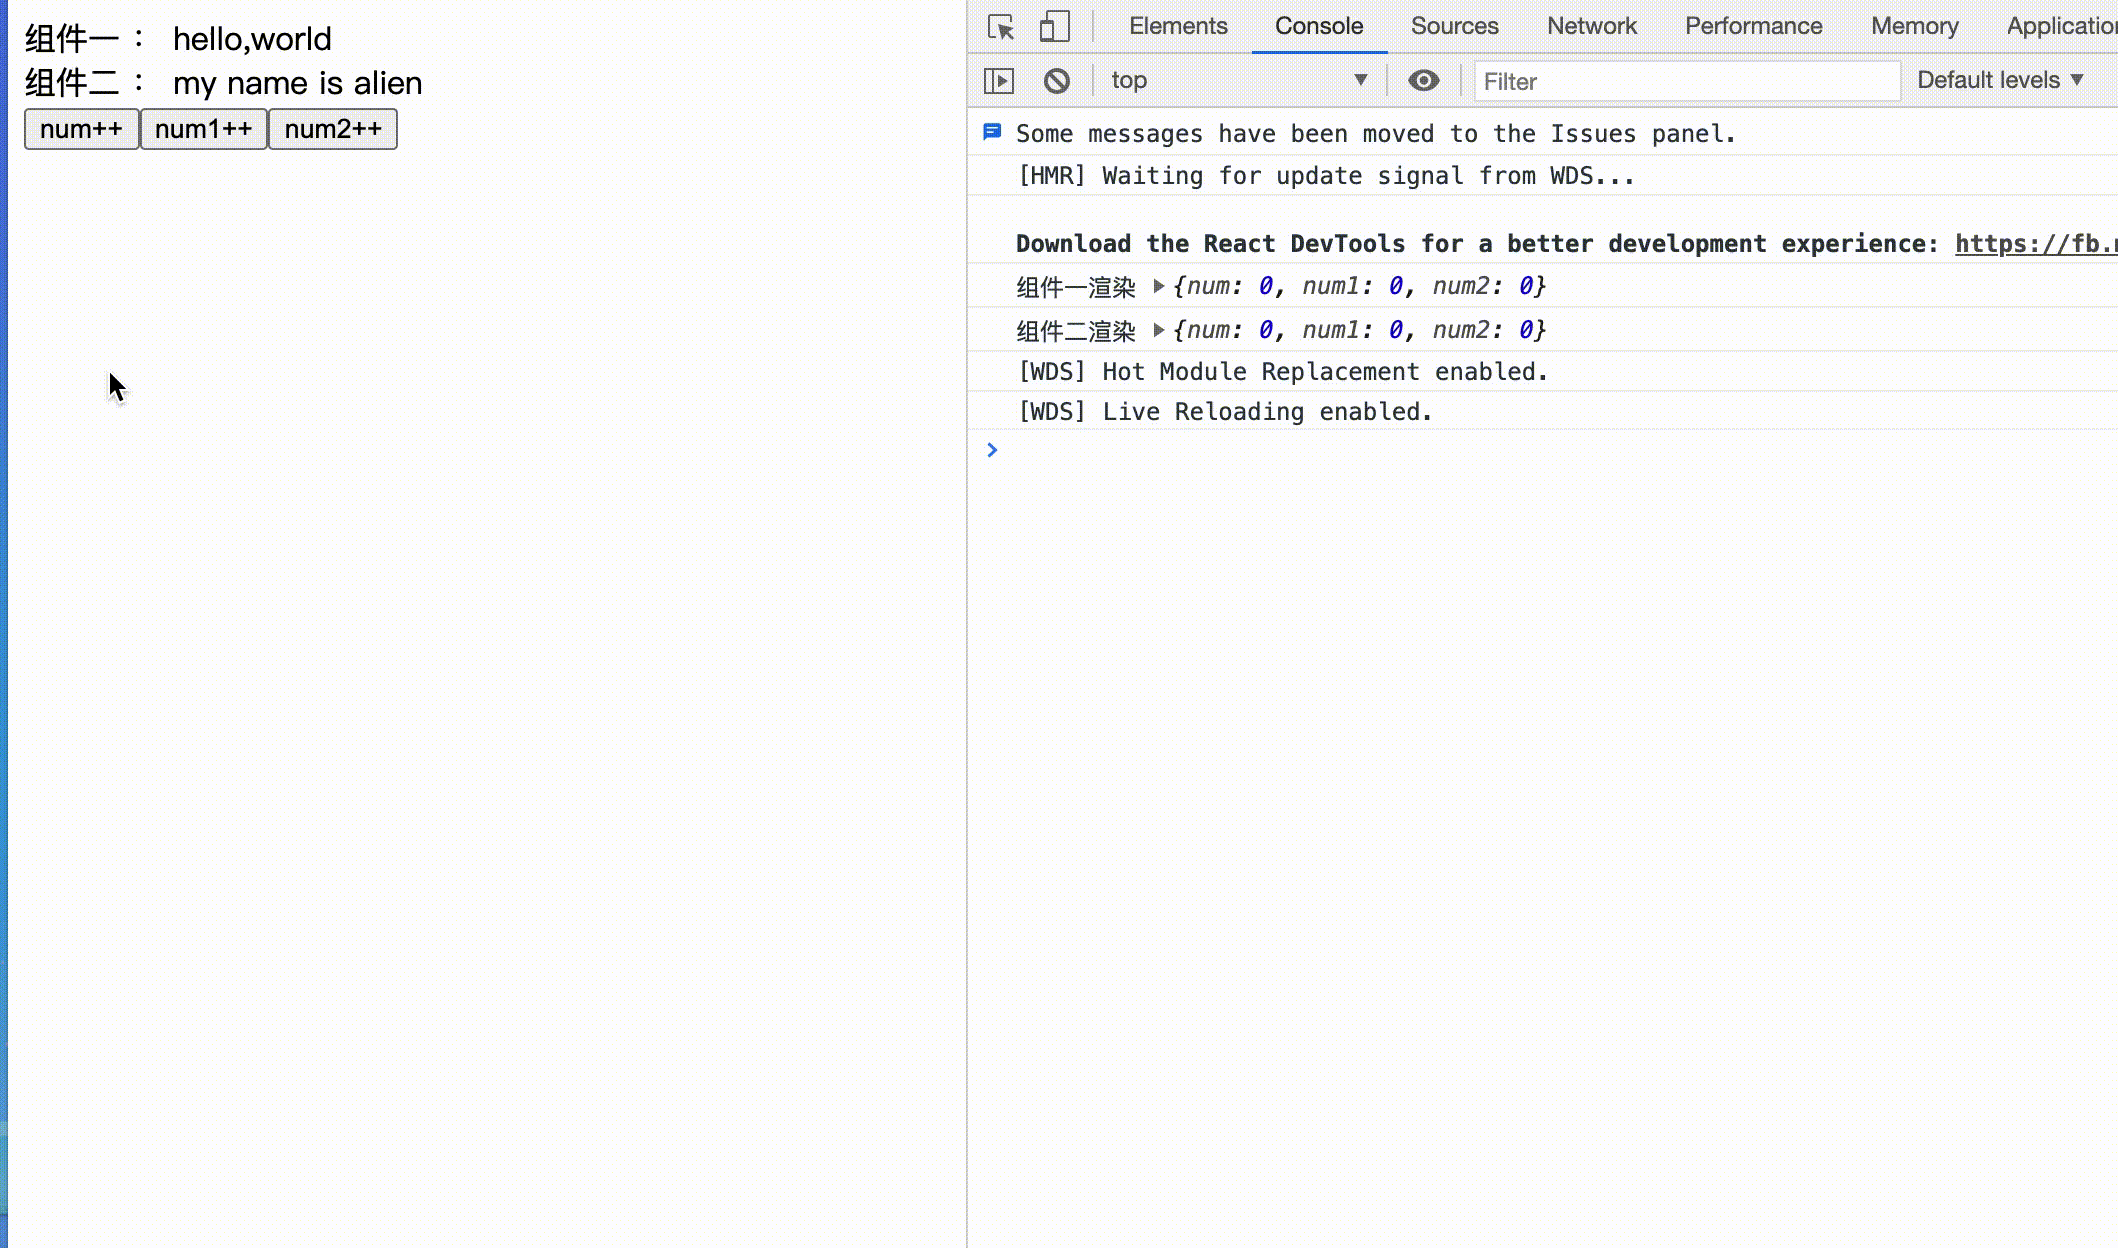 组件一 : hello,world
组件二 : my name is alien
num++ num1++ num2++
Elements Console Sources Network Performance Memory
top Filter Default levels
Some messages have been moved to the Issues panel.
[HMR] Waiting for update signal from WDS...
Download the React DevTools for a better development experience: https://fb.
组件一渲染 {num: 0, num1: 0, num2: 0}
组件二渲染 {num: 0, num1: 0, num2: 0}
[WDS] Hot Module Replacement enabled.
[WDS] Live Reloading enabled.